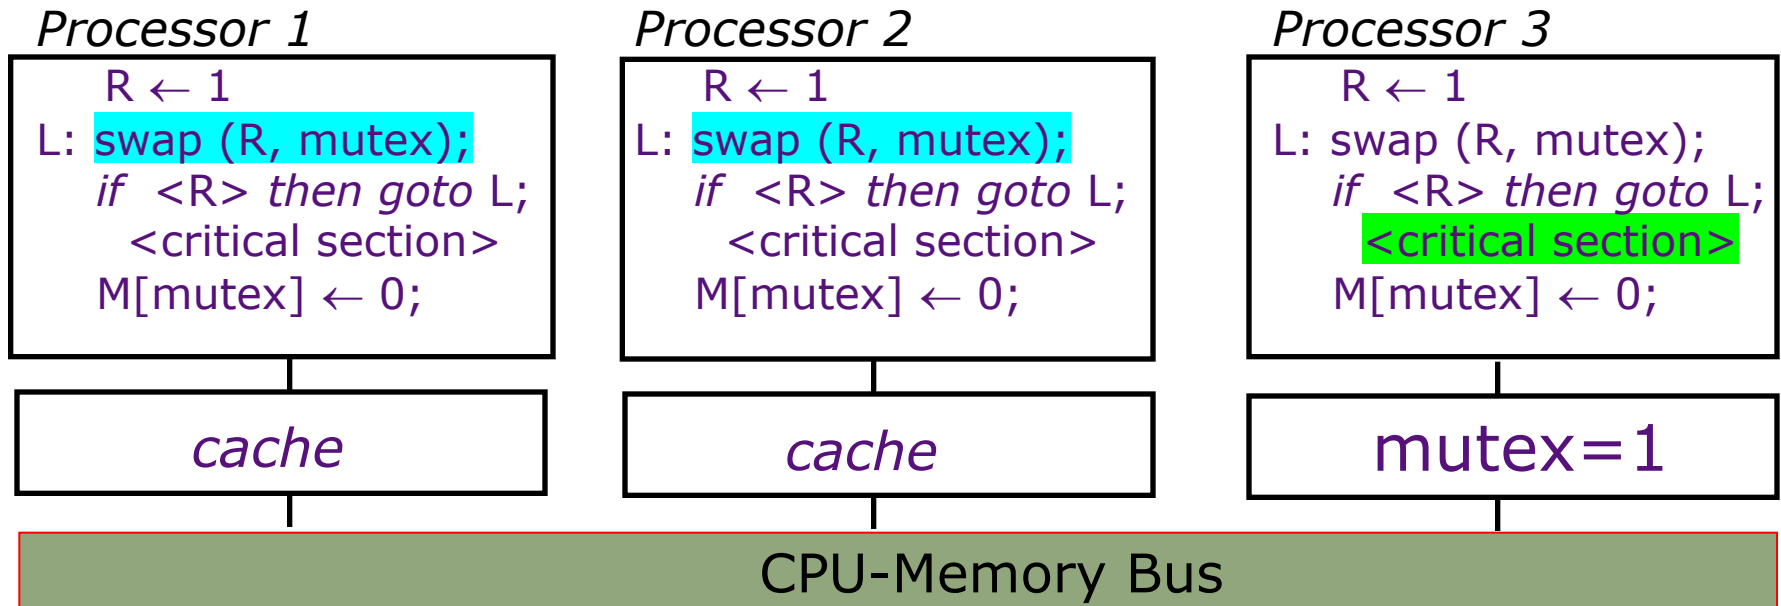 Processor 1
R ← 1
L: swap (R, mutex);
if <R> then goto L;
<critical section>
M[mutex] ← 0;
cache
Processor 2
R ← 1
L: swap (R, mutex);
if <R> then goto L;
<critical section>
M[mutex] ← 0;
cache
Processor 3
R ← 1
L: swap (R, mutex);
if <R> then goto L;
<critical section>
M[mutex] ← 0;
mutex=1
CPU-Memory Bus